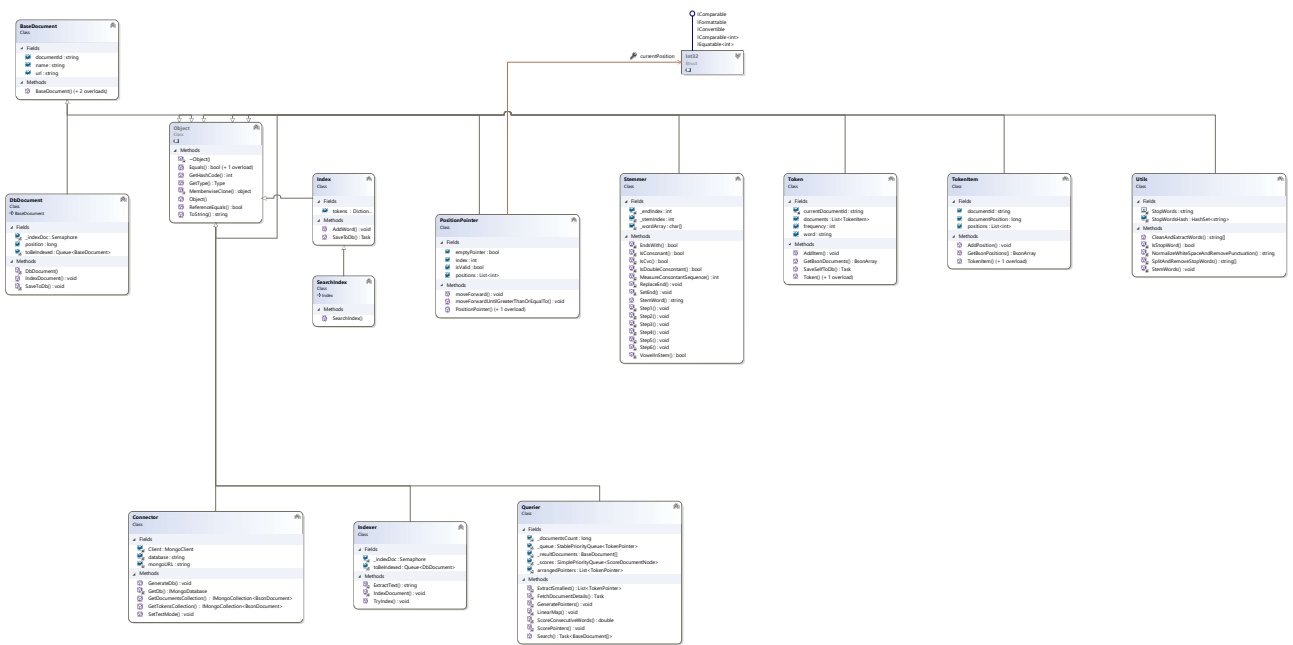 BaseDocument
Class
Fields
documentId : string
name : string
url : string
Methods
BaseDocument() (+ 2 overloads)
IComparable
IFormattable
IConvertible
IComparable<int>
IEquatable<int>
currentPosition
Int32
Struct
Object
Class
Methods
~Object()
Equals() : bool (+ 1 overload)
GetHashCode() : int
GetType() : Type
MemberwiseClone() : object
Object()
ReferenceEquals() : bool
ToString() : string
DbDocument
Class
BaseDocument
Fields
_indexDoc : Semaphore
position : long
toBeIndexed : Queue<BaseDocument>
Methods
DbDocument()
IndexDocument() : void
SaveToDb() : void
Index
Class
Fields
tokens : Diction...
Methods
AddWord() : void
SaveToDb() : Task
SearchIndex
Class
Index
Methods
SearchIndex()
PositionPointer
Class
Fields
emptyPointer : bool
index : int
isValid : bool
positions : List<int>
Methods
moveForward() : void
moveForwardUntilGreaterThanOrEqualTo() : void
PositionPointer() (+ 1 overload)
Stemmer
Class
Fields
_endIndex : int
_stemIndex : int
_wordArray : char[]
Methods
EndsWith() : bool
IsConsonant() : bool
IsCvc() : bool
IsDoubleConsontant() : bool
MeasureConsontantSequence() : int
ReplaceEnd() : void
SetEnd() : void
StemWord() : string
Step1() : void
Step2() : void
Step3() : void
Step4() : void
Step5() : void
Step6() : void
VowelInStem() : bool
Token
Class
Fields
currentDocumentId : string
documents : List<TokenItem>
frequency : int
word : string
Methods
AddItem() : void
GetBsonDocuments() : BsonArray
SaveSelfToDb() : Task
Token() (+ 1 overload)
TokenItem
Class
Fields
documentId : string
documentPosition : long
positions : List<int>
Methods
AddPosition() : void
GetBsonPositions() : BsonArray
TokenItem() (+ 1 overload)
Utils
Class
Fields
StopWords : string
StopWordsHash : HashSet<string>
Methods
CleanAndExtractWords() : string[]
IsStopWord() : bool
NormalizeWhiteSpaceAndRemovePunctuation() : string
SplitAndRemoveStopWords() : string[]
StemWords() : void
Connector
Class
Fields
Client : MongoClient
database : string
mongoURL : string
Methods
GenerateDb() : void
GetDb() : IMongoDatabase
GetDocumentsCollection() : IMongoCollection<BsonDocument>
GetTokensCollection() : IMongoCollection<BsonDocument>
SetTestMode() : void
Indexer
Class
Fields
_indexDoc : Semaphore
toBeIndexed : Queue<DbDocument>
Methods
ExtractText() : string
IndexDocument() : void
TryIndex() : void
Querier
Class
Fields
_documentsCount : long
_queue : StablePriorityQueue<TokenPointer>
_resultDocuments : BaseDocument[]
_scores : SimplePriorityQueue<ScoreDocumentNode>
arrangedPointers : List<TokenPointer>
Methods
ExtractSmallest() : List<TokenPointer>
FetchDocumentDetails() : Task
GeneratePointers() : void
LinearMap() : void
ScoreConsecutiveWords() : double
ScorePointers() : void
Search() : Task<BaseDocument[]>